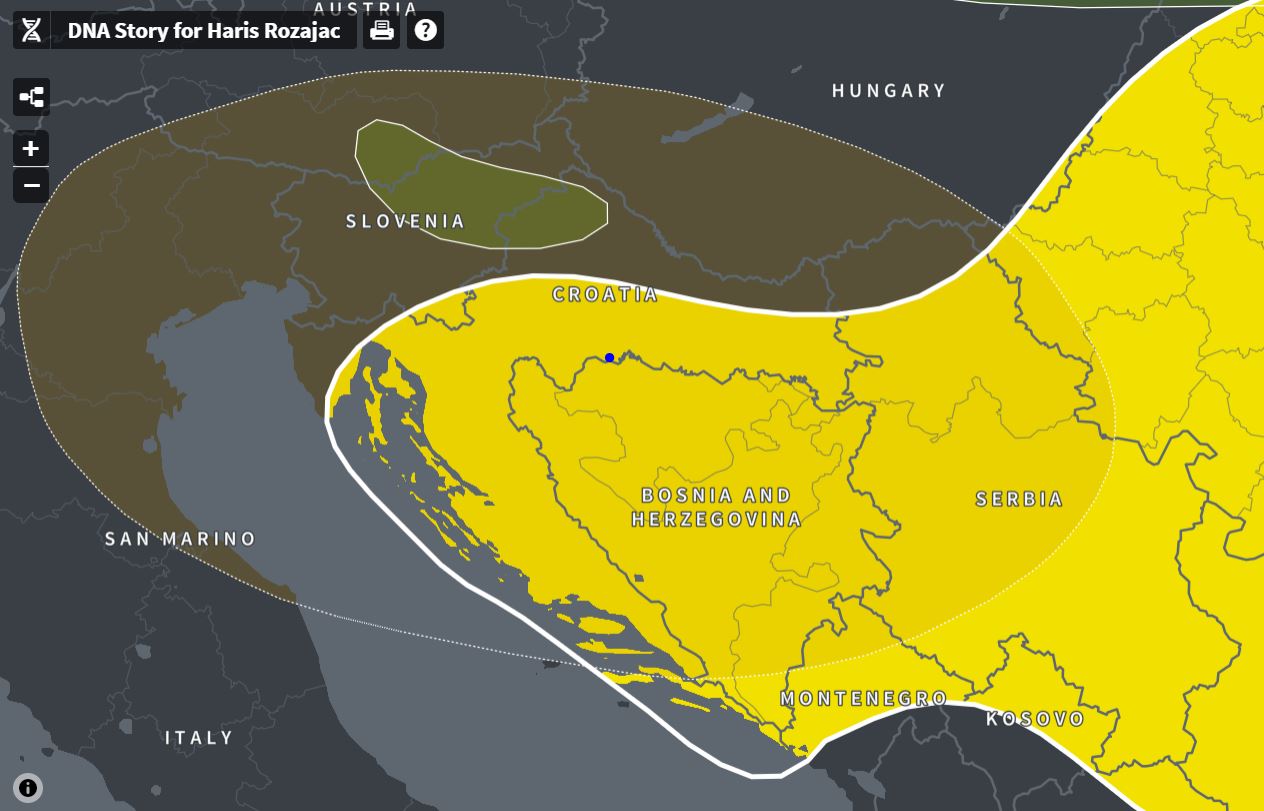 AUSTRIA
DNA Story for Haris Rozajac
?
HUNGARY
+
−
SLOVENIA
CROATIA
BOSNIA AND
HERZEGOVINA
SERBIA
SAN MARINO
MONTENEGRO
KOSOVO
ITALY
i